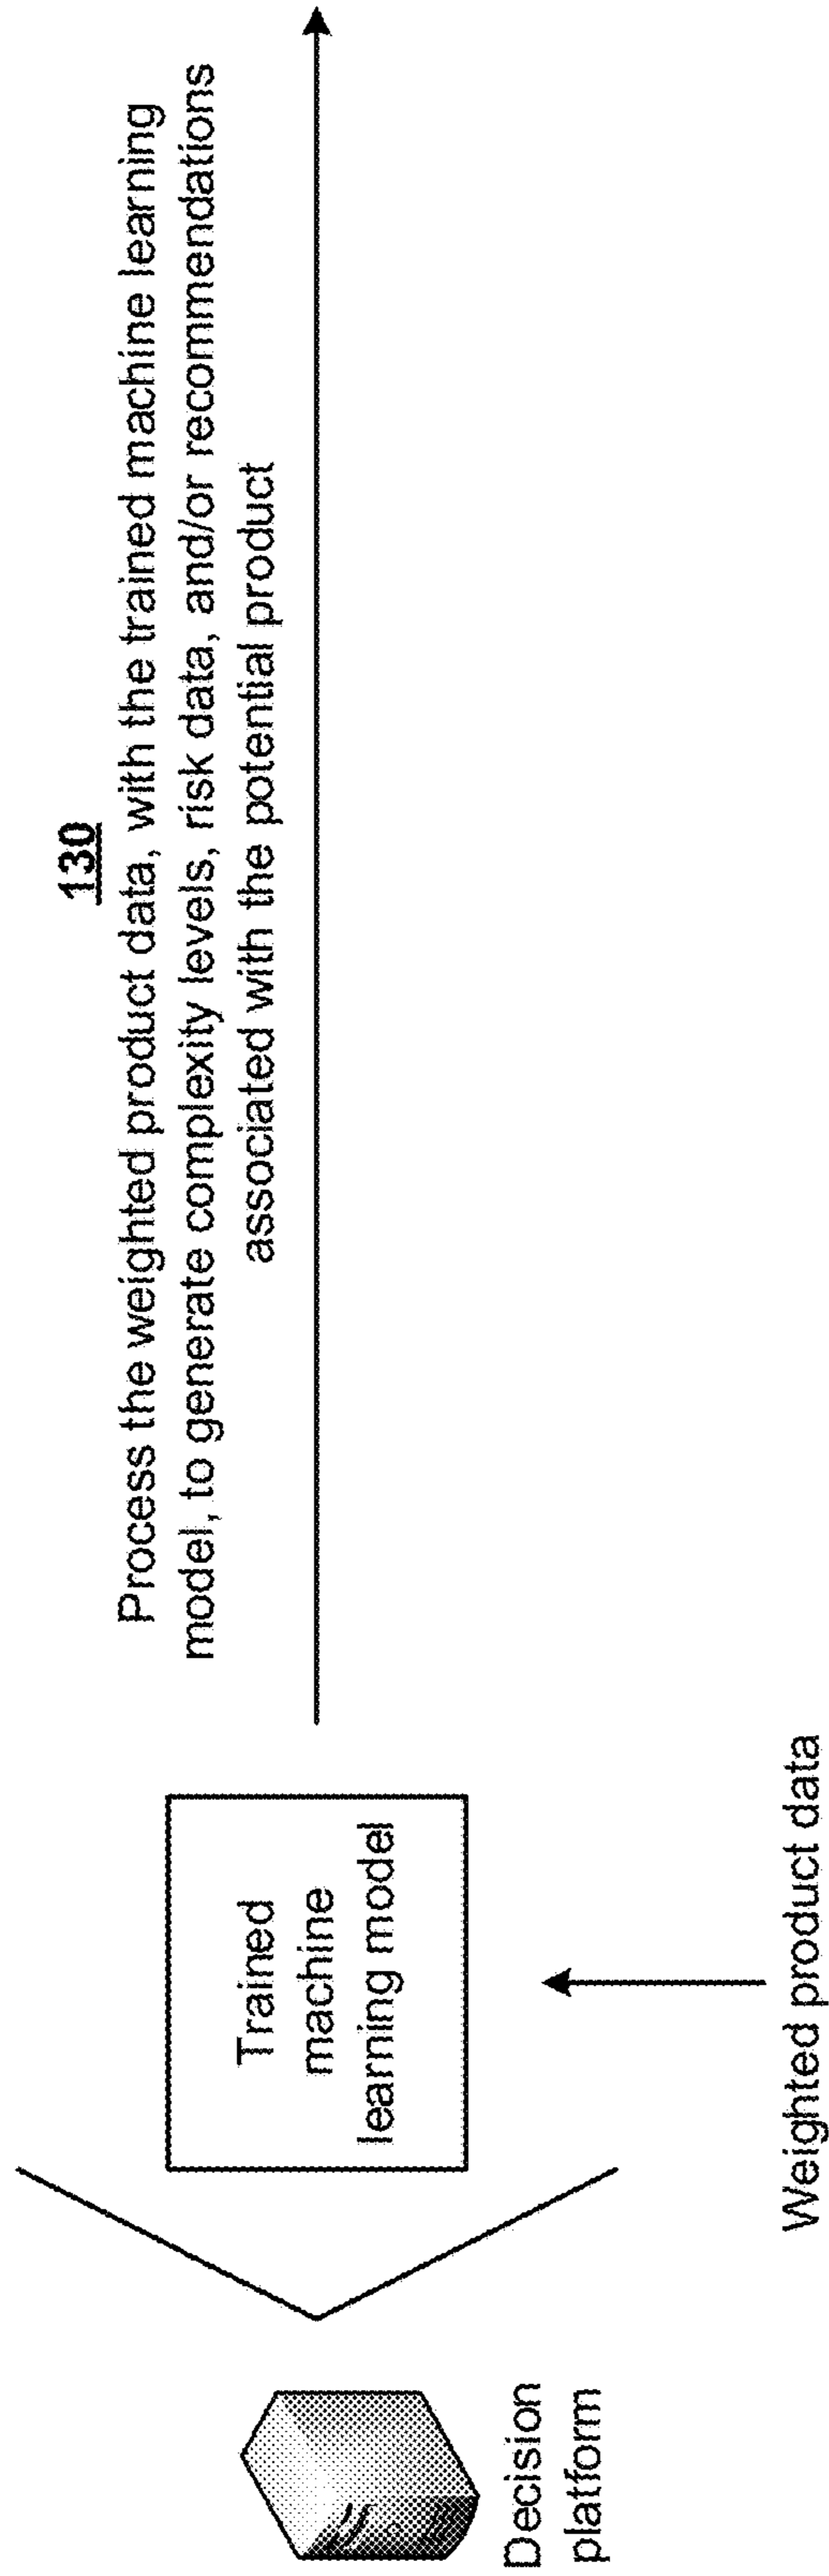 130
Process the weighted product data, with the trained machine learning
model, to generate complexity levels, risk data, and/or recommendations
associated with the potential product
Trained
machine
learning model
Decision
platform
Weighted product data